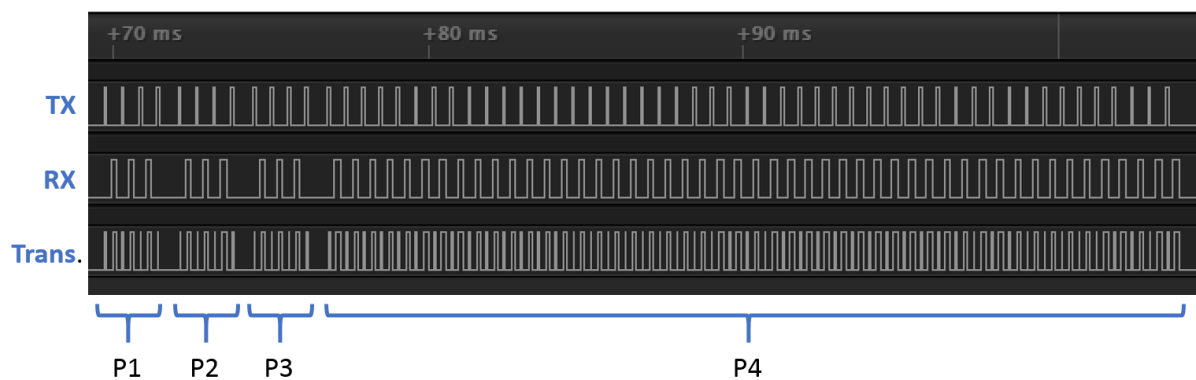 +70 ms +80 ms +90 ms
TX
RX
Trans.
P1 P2 P3 P4